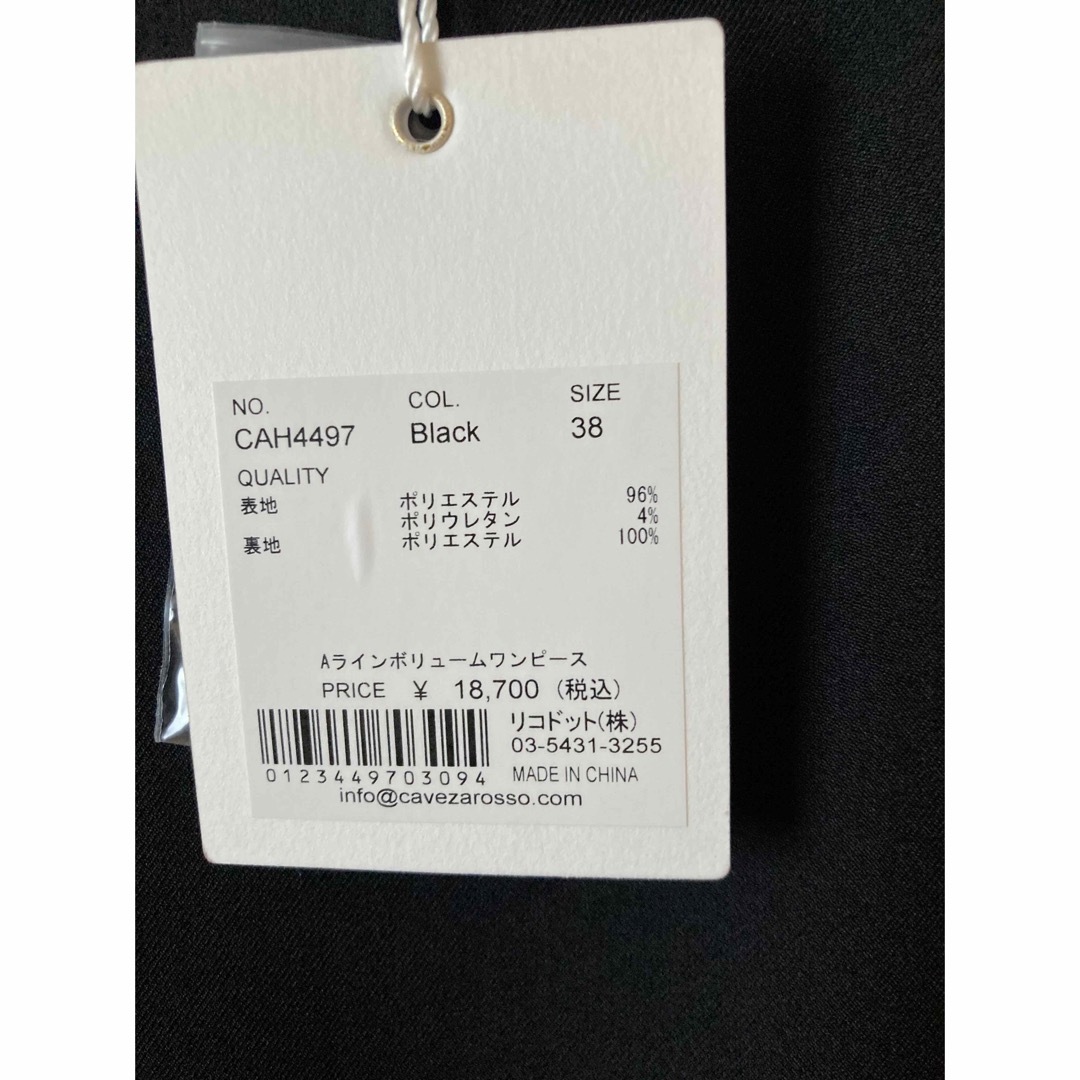 NO. COL. SIZE
CAH4497 Black 38
QUALITY
表地 ポリエステル 96%
ポリウレタン 4%
裏地 ポリエステル 100%
Aラインボリュームワンピース
PRICE ¥ 18,700 (税込)
リコドット(株)
03-5431-3255
0123449703094 MADE IN CHINA
info@cavezarosso.com